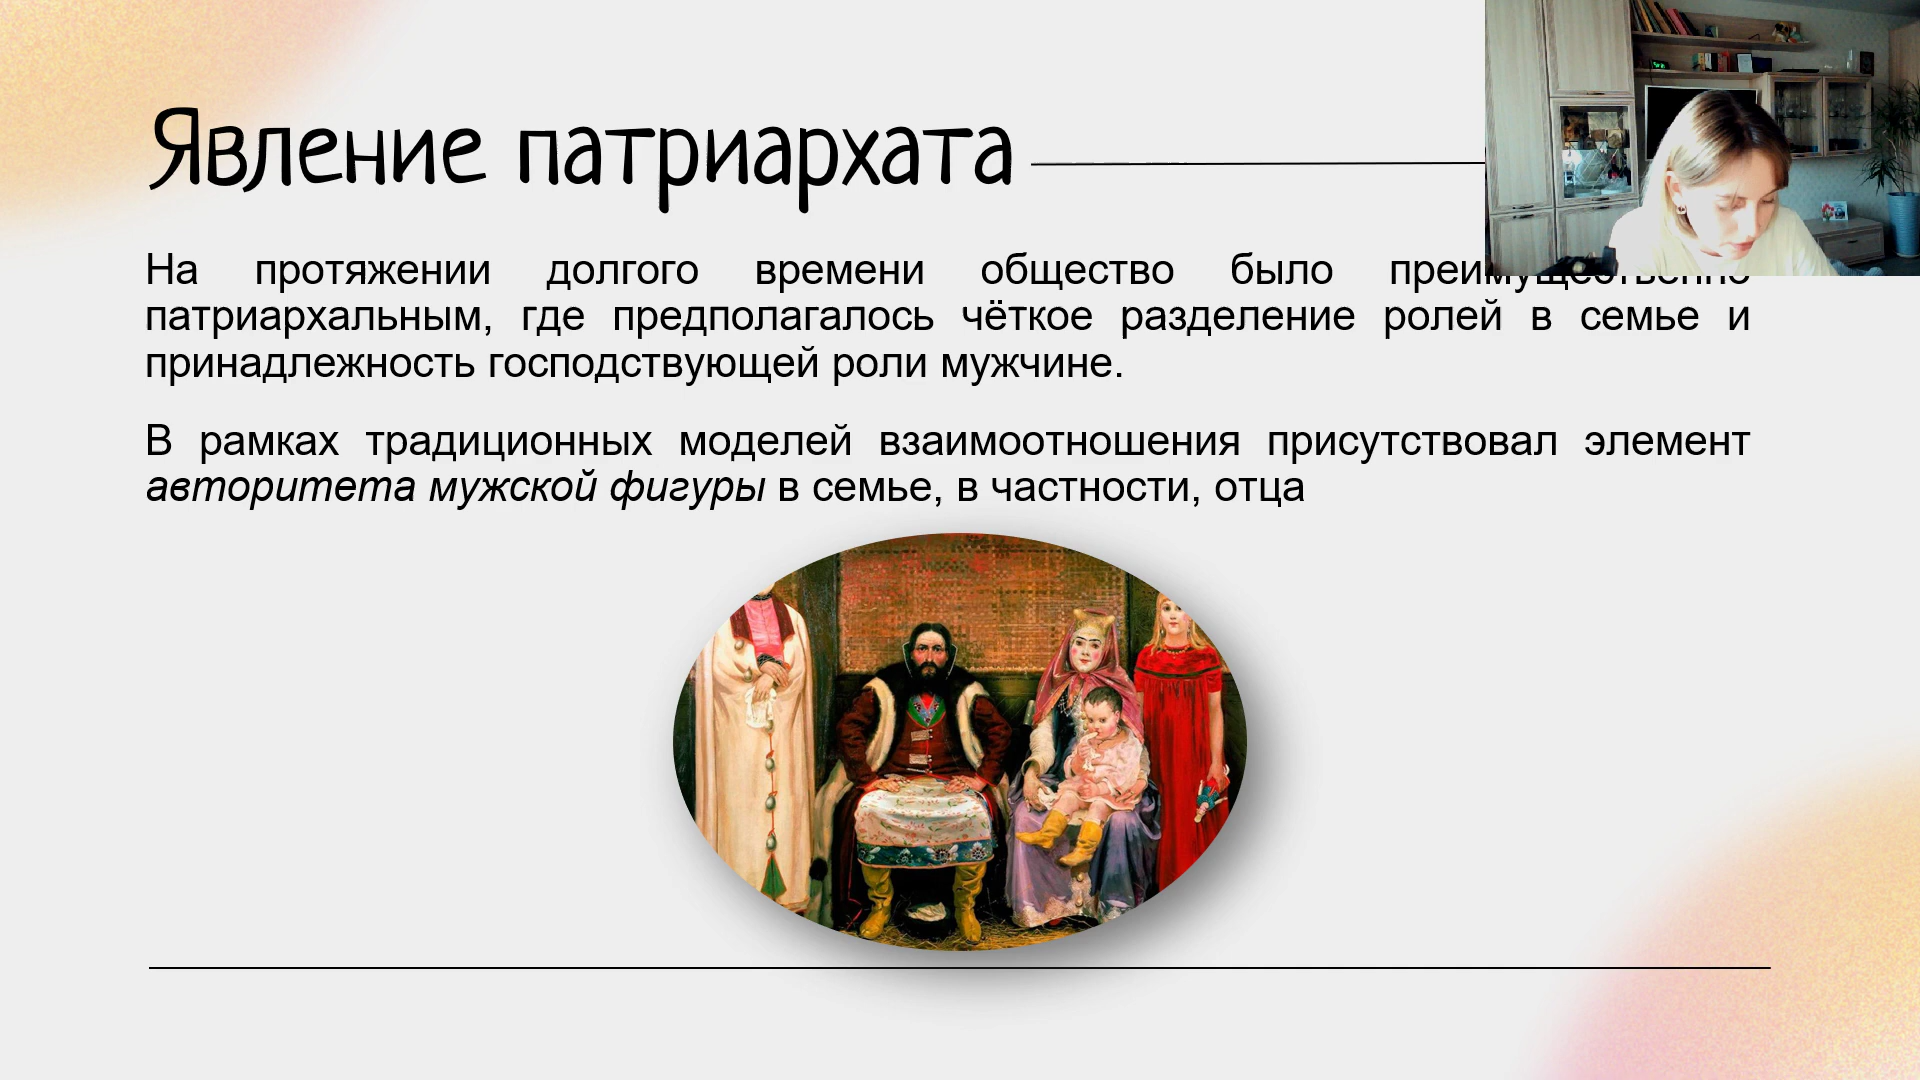 Явление патриархата
На протяжении долгого времени общество было преимущественно
патриархальным, где предполагалось чёткое разделение ролей в семье и
принадлежность господствующей роли мужчине.
В рамках традиционных моделей взаимоотношения присутствовал элемент
авторитета мужской фигуры в семье, в частности, отца